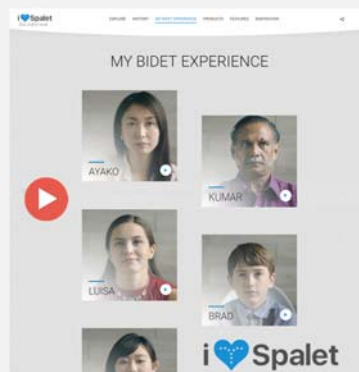 i Spalet
EXPLORE HISTORY MY BIDET EXPERIENCE PRODUCTS FEATURES INSPIRATION
MY BIDET EXPERIENCE
AYAKO
KUMAR
LUISA
BRAD
i Spalet